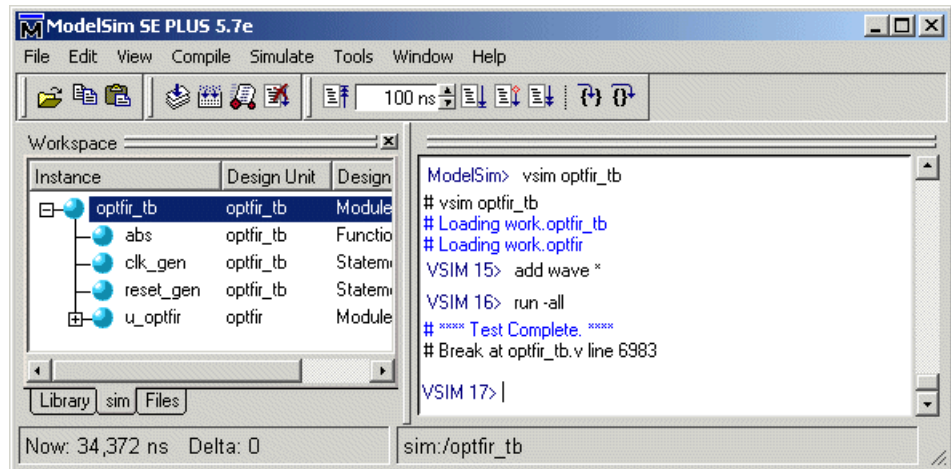 ModelSim SE PLUS 5.7e
File Edit View Compile Simulate Tools Window Help
100 ns
Workspace
Instance Design Unit Design
optfir_tb optfir_tb Module
abs optfir_tb Functio
clk_gen optfir_tb Stateme
reset_gen optfir_tb Stateme
u_optfir optfir Module
Library sim Files
ModelSim> vsim optfir_tb
# vsim optfir_tb
# Loading work.optfir_tb
# Loading work.optfir
VSIM 15> add wave *
VSIM 16> run -all
# **** Test Complete. ****
# Break at optfir_tb.v line 6983
VSIM 17>
Now: 34,372 ns Delta: 0 sim:/optfir_tb